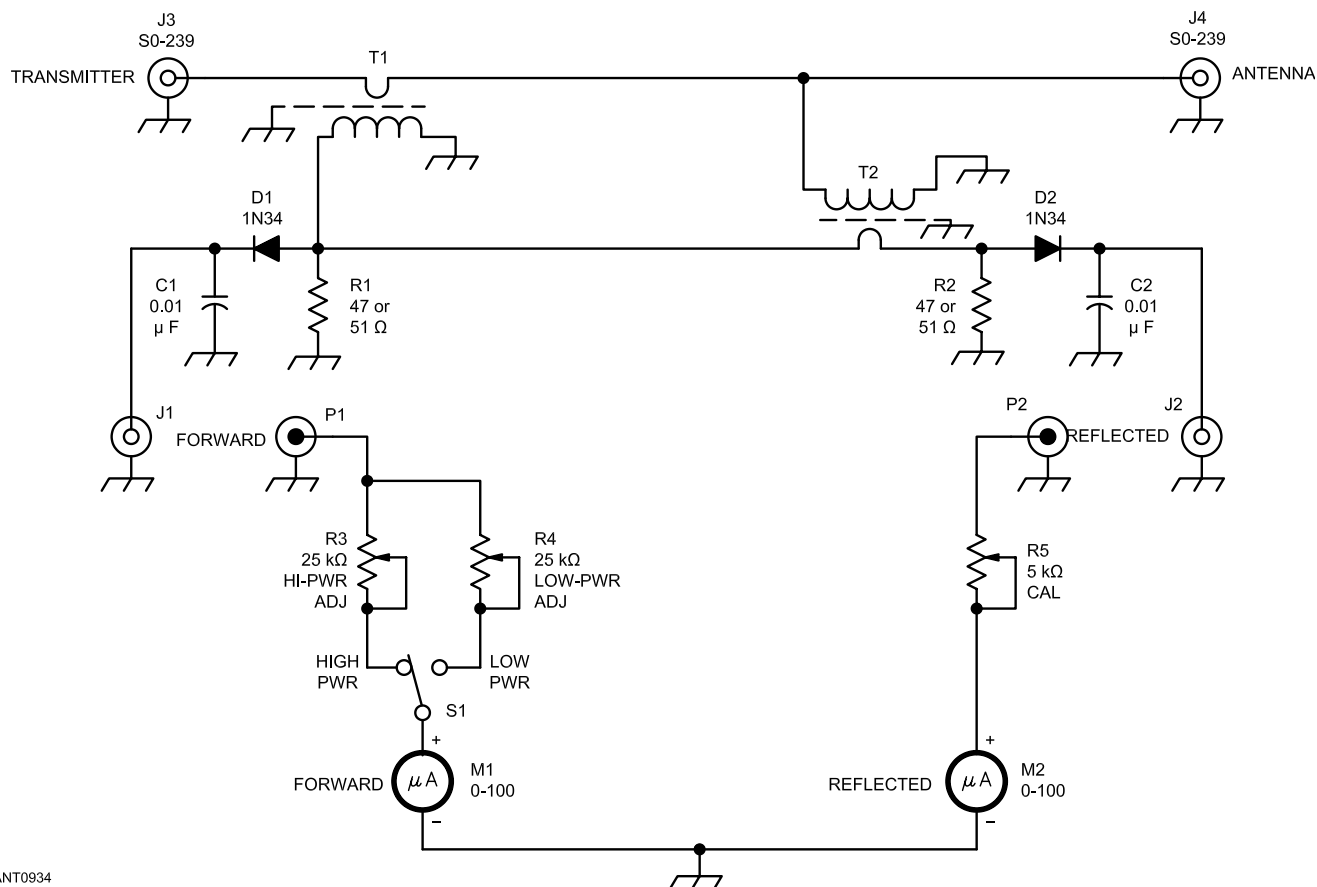 J3
S0-239
TRANSMITTER
T1
J4
S0-239
ANTENNA
T2
D1
1N34
D2
1N34
C1
0.01
µ F
R1
47 or
51 Ω
R2
47 or
51 Ω
C2
0.01
µ F
J1
FORWARD
P1
P2
REFLECTED
J2
R3
25 kΩ
HI-PWR
ADJ
R4
25 kΩ
LOW-PWR
ADJ
R5
5 kΩ
CAL
HIGH
PWR
LOW
PWR
S1
+
FORWARD
µA
M1
0-100
–
+
REFLECTED
µA
M2
0-100
–